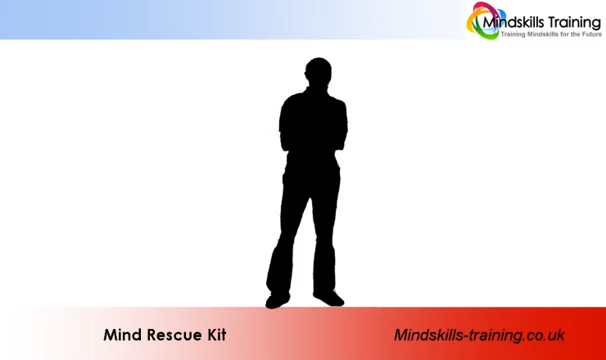 Mindskills Training
Training Mindskills for the Future
Mind Rescue Kit
Mindskills-training.co.uk